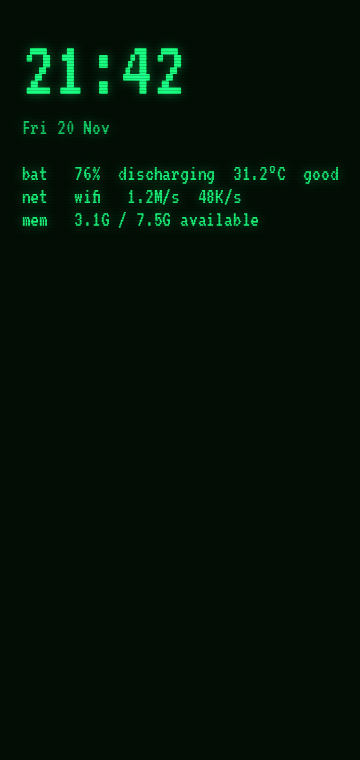 21:42
Fri 20 Nov
bat 76% discharging 31.2°C good
net wifi 1.2M/s 48K/s
mem 3.1G / 7.5G available